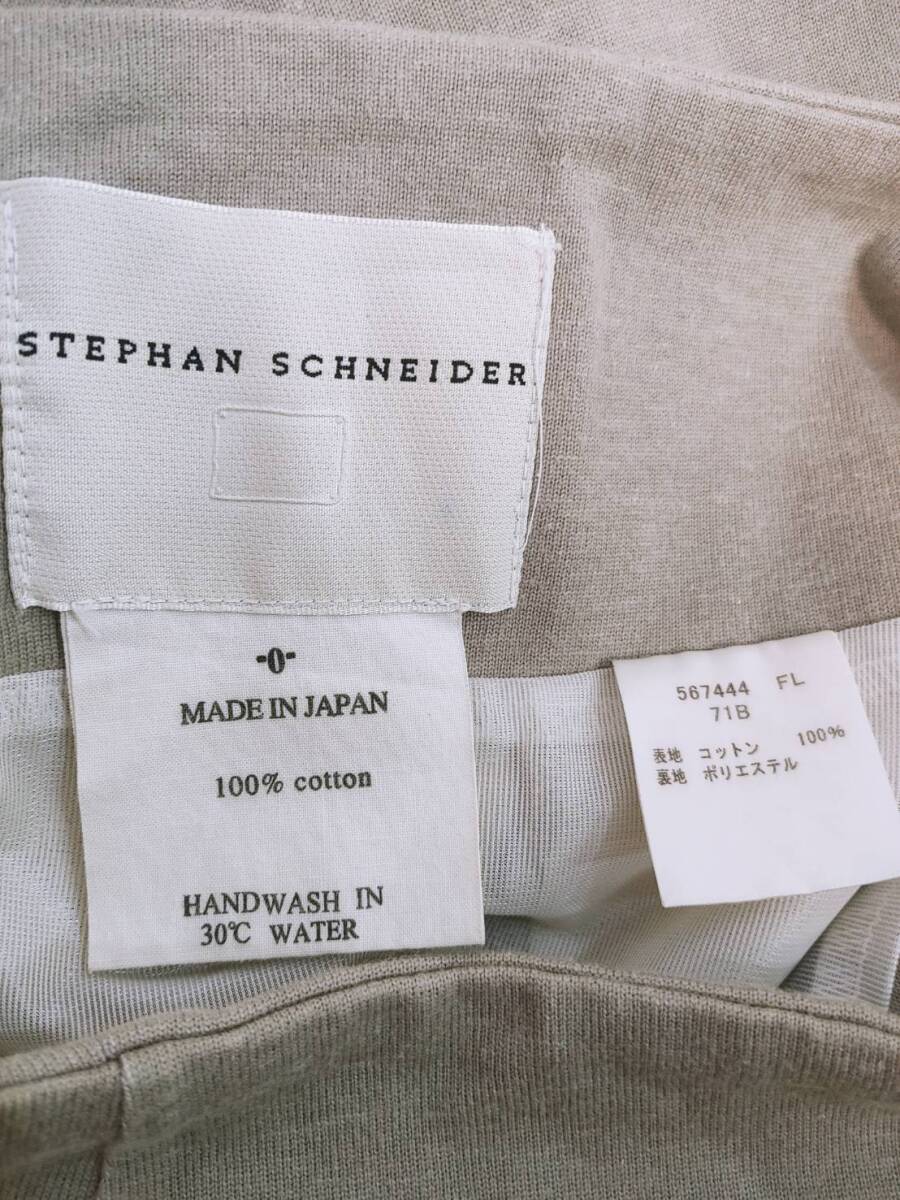 STEPHAN SCHNEIDER
-0-
MADE IN JAPAN
100% cotton
HANDWASH IN
30℃ WATER
567444 FL
71B
表地 コットン 100%
裏地 ポリエステル